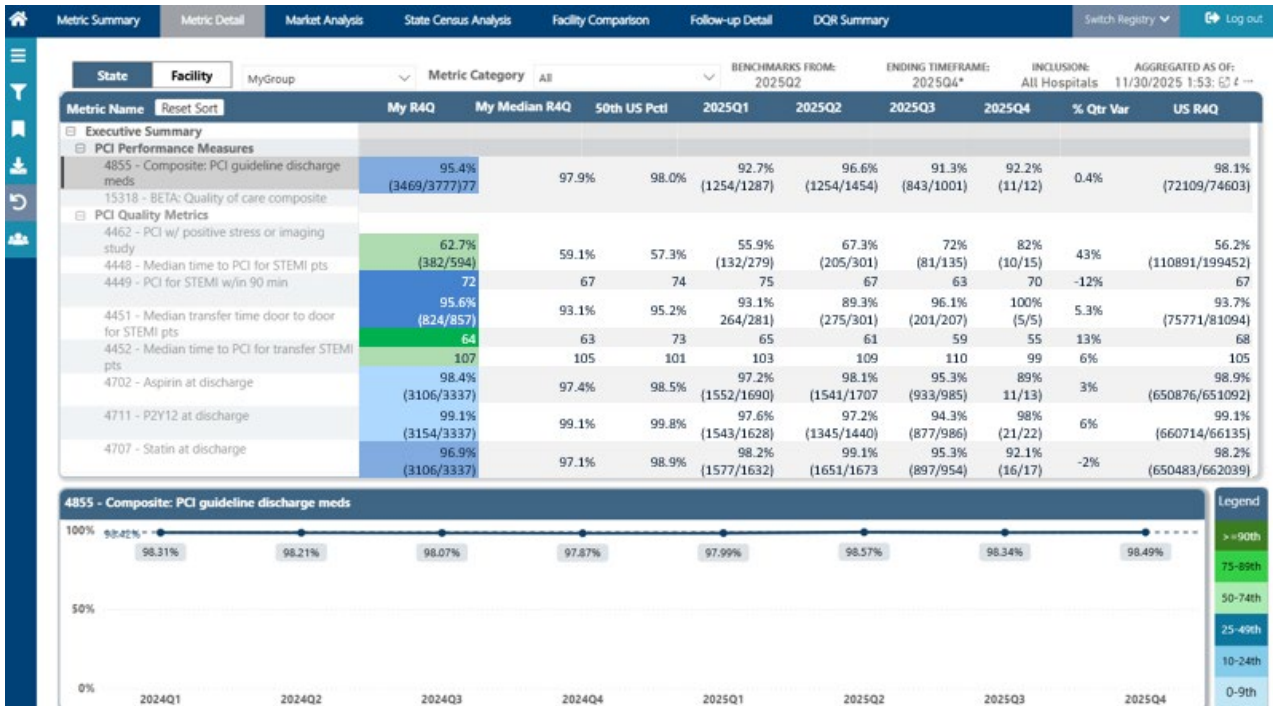 Metric Summary Metric Detail Market Analysis State Census Analysis Facility Comparison Follow-up Detail DQR Summary Switch Registry Log out
State Facility MyGroup Metric Category All BENCHMARKS FROM: 2025Q2 ENDING TIMEFRAME: 2025Q4* INCLUSION: All Hospitals AGGREGATED AS OF: 11/30/2025 1:53:
Metric Name Reset Sort My R4Q My Median R4Q 50th US Pctl 2025Q1 2025Q2 2025Q3 2025Q4 % Qtr Var US R4Q
Executive Summary
PCI Performance Measures
4855 - Composite: PCI guideline discharge
meds
95.4% 97.9% 98.0% 92.7% 96.6% 91.3% 92.2% 0.4% 98.1%
(3469/3777)77 (1254/1287) (1254/1454) (843/1001) (11/12) (72109/74603)
15318 - BETA: Quality of care composite
PCI Quality Metrics
4462 - PCI w/ positive stress or imaging
study
62.7% 59.1% 57.3% 55.9% 67.3% 72% 82% 43% 56.2%
(382/594) (132/279) (205/301) (81/135) (10/15) (110891/199452)
4448 - Median time to PCI for STEMI pts
4449 - PCI for STEMI w/in 90 min
72 67 74 75 67 63 70 -12% 67
95.6% 93.1% 95.2% 93.1% 89.3% 96.1% 100% 5.3% 93.7%
(824/857) 264/281) (275/301) (201/207) (5/5) (75771/81094)
4451 - Median transfer time door to door
for STEMI pts
64 63 73 65 61 59 55 13% 68
4452 - Median time to PCI for transfer STEMI
pts
107 105 101 103 109 110 99 6% 105
4702 - Aspirin at discharge
98.4% 97.4% 98.5% 97.2% 98.1% 95.3% 89% 3% 98.9%
(3106/3337) (1552/1690) (1541/1707 (933/985) 11/13) (650876/651092)
4711 - P2Y12 at discharge
99.1% 99.1% 99.8% 97.6% 97.2% 94.3% 98% 6% 99.1%
(3154/3337) (1543/1628) (1345/1440) (877/986) (21/22) (660714/66135)
4707 - Statin at discharge
96.9% 97.1% 98.9% 98.2% 99.1% 95.3% 92.1% -2% 98.2%
(3106/3337) (1577/1632) (1651/1673 (897/954) (16/17) (650483/662039)
4855 - Composite: PCI guideline discharge meds
100% 98.42%
98.31% 98.21% 98.07% 97.87% 97.99% 98.57% 98.34% 98.49%
50%
0%
2024Q1 2024Q2 2024Q3 2024Q4 2025Q1 2025Q2 2025Q3 2025Q4
Legend
>=90th
75-89th
50-74th
25-49th
10-24th
0-9th